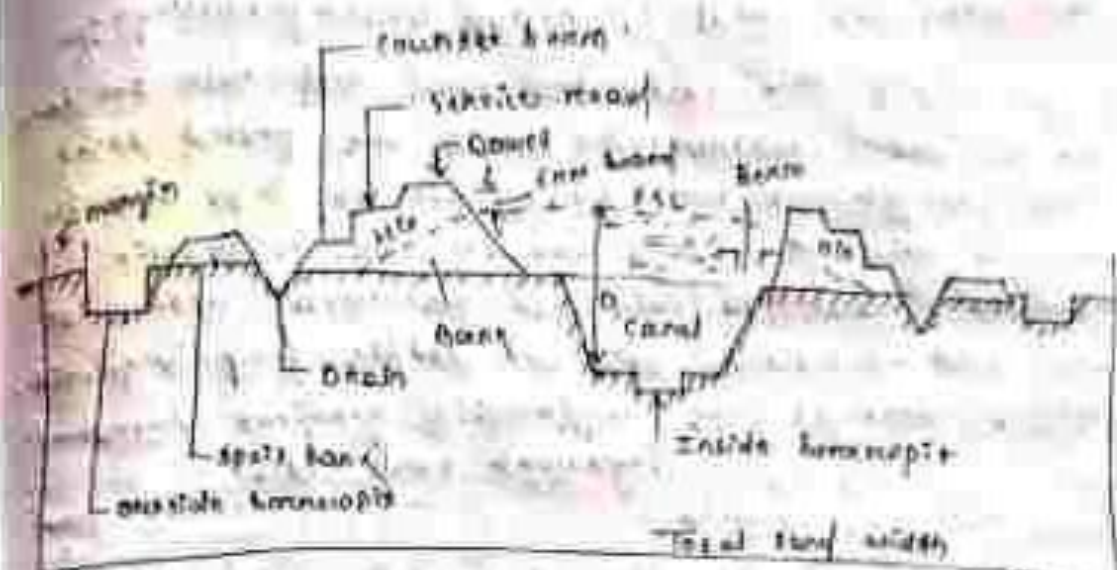 counter berm
service road
Dowel
free board
Berm
margin
F.S.L
H.G.L
Bank
D
Canal
Drain
spoil bank
Inside borrowpit
outside borrowpit
Total land width